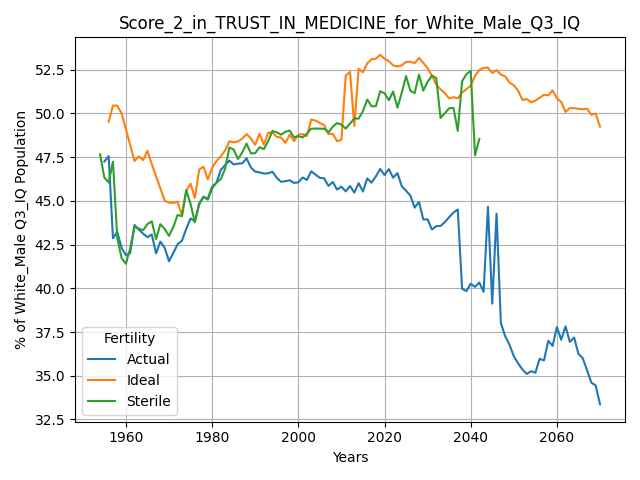 Score_2_in_TRUST_IN_MEDICINE_for_White_Male_Q3_IQ
% of White_Male Q3_IQ Population
52.5
50.0
47.5
45.0
42.5
40.0
37.5
35.0
32.5
Fertility
Actual
Ideal
Sterile
1960
1980
2000
2020
2040
2060
Years